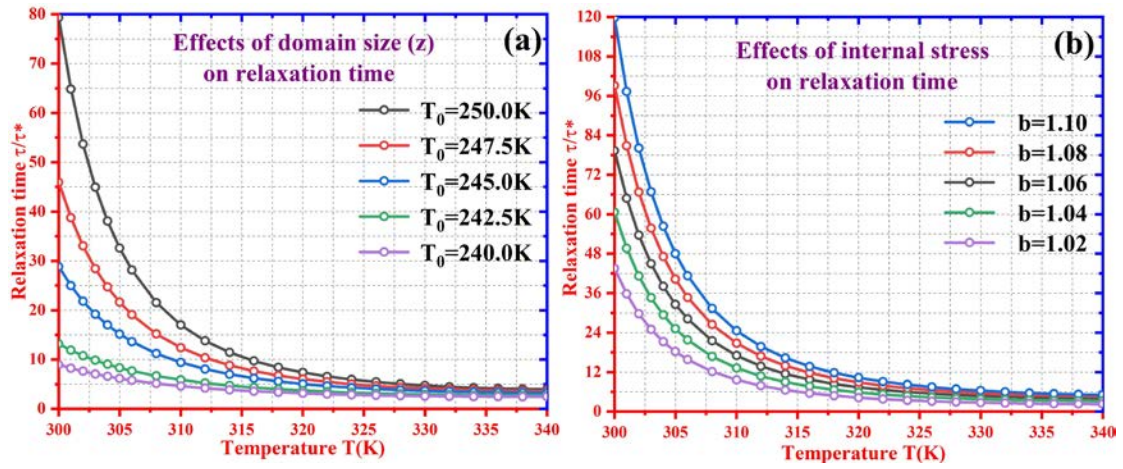 80
70
60
50
40
30
20
10
0
Relaxation time τ/τ*
Effects of domain size (z)
on relaxation time
(a)
T₀=250.0K
T₀=247.5K
T₀=245.0K
T₀=242.5K
T₀=240.0K
300 305 310 315 320 325 330 335 340
Temperature T(K)
120
108
96
84
72
60
48
36
24
12
0
Relaxation time τ/τ*
Effects of internal stress
on relaxation time
(b)
b=1.10
b=1.08
b=1.06
b=1.04
b=1.02
300 305 310 315 320 325 330 335 340
Temperature T(K)